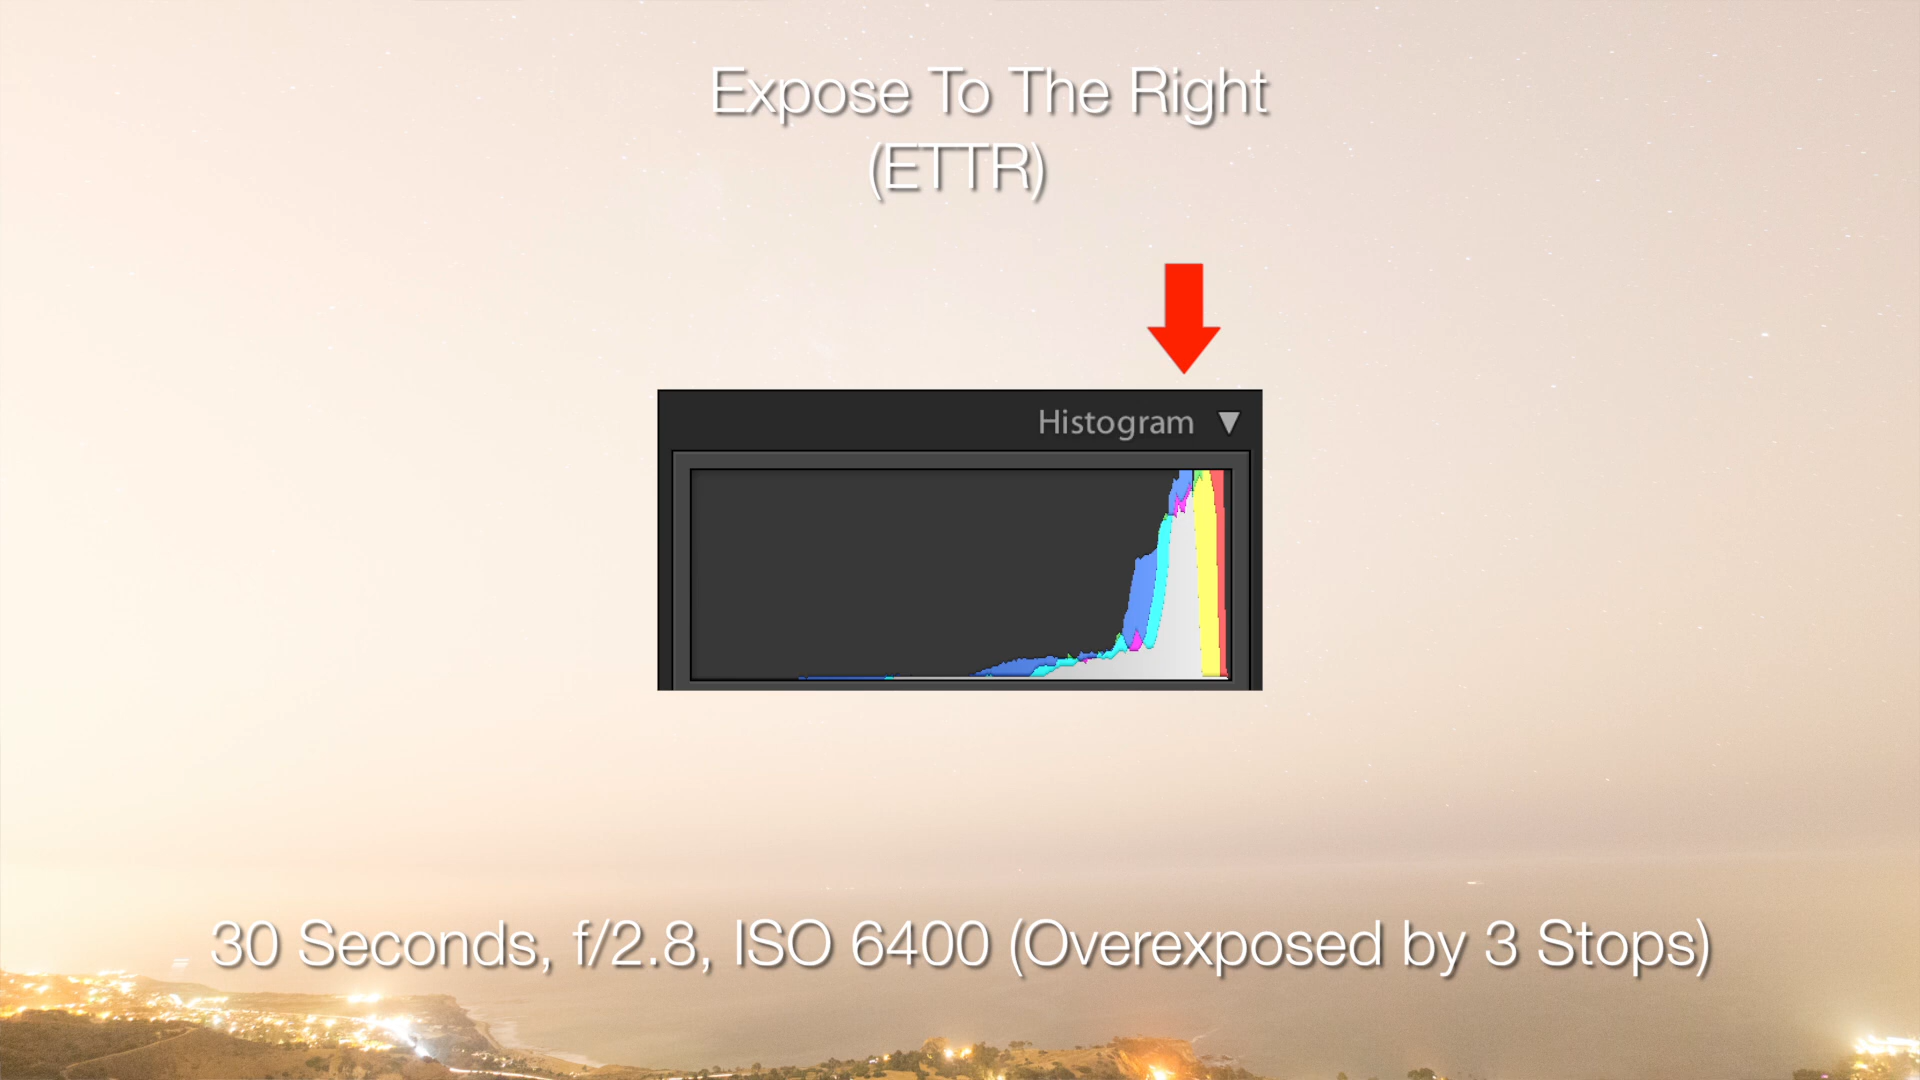 Expose To The Right
(ETTR)
Histogram
30 Seconds, f/2.8, ISO 6400 (Overexposed by 3 Stops)